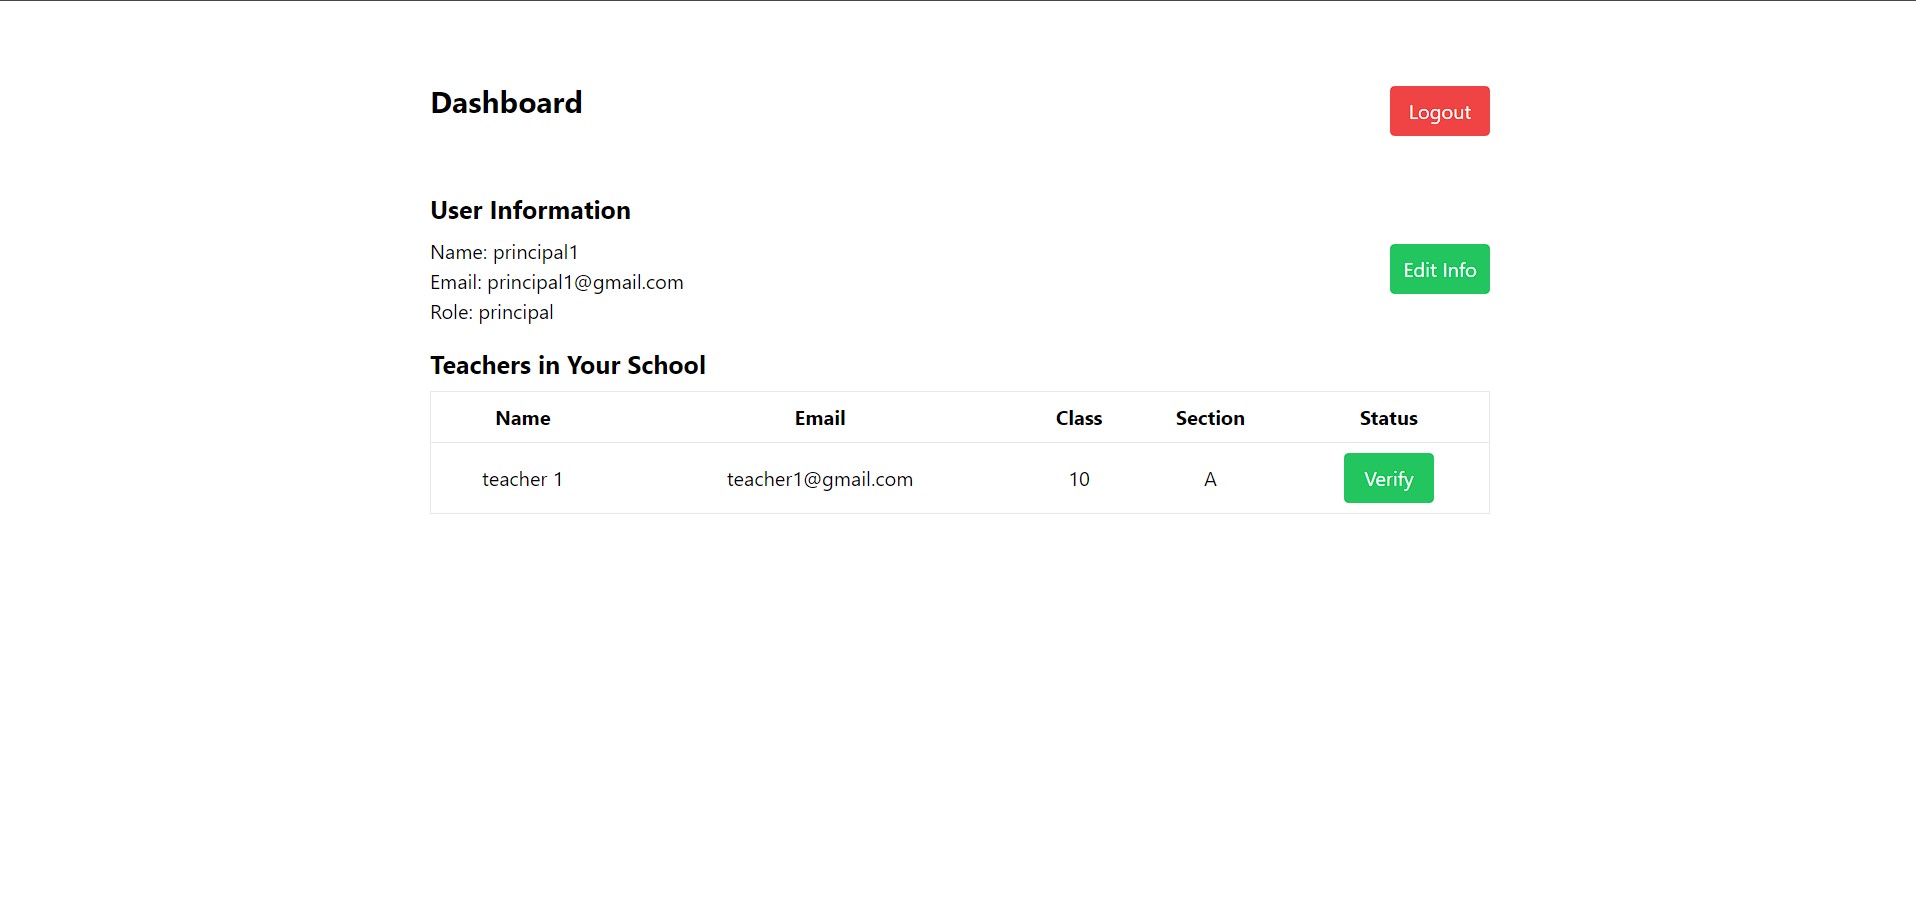 Dashboard
Logout
User Information
Name: principal1
Email: principal1@gmail.com
Role: principal
Edit Info
Teachers in Your School
Name Email Class Section Status
teacher 1 teacher1@gmail.com 10 A Verify